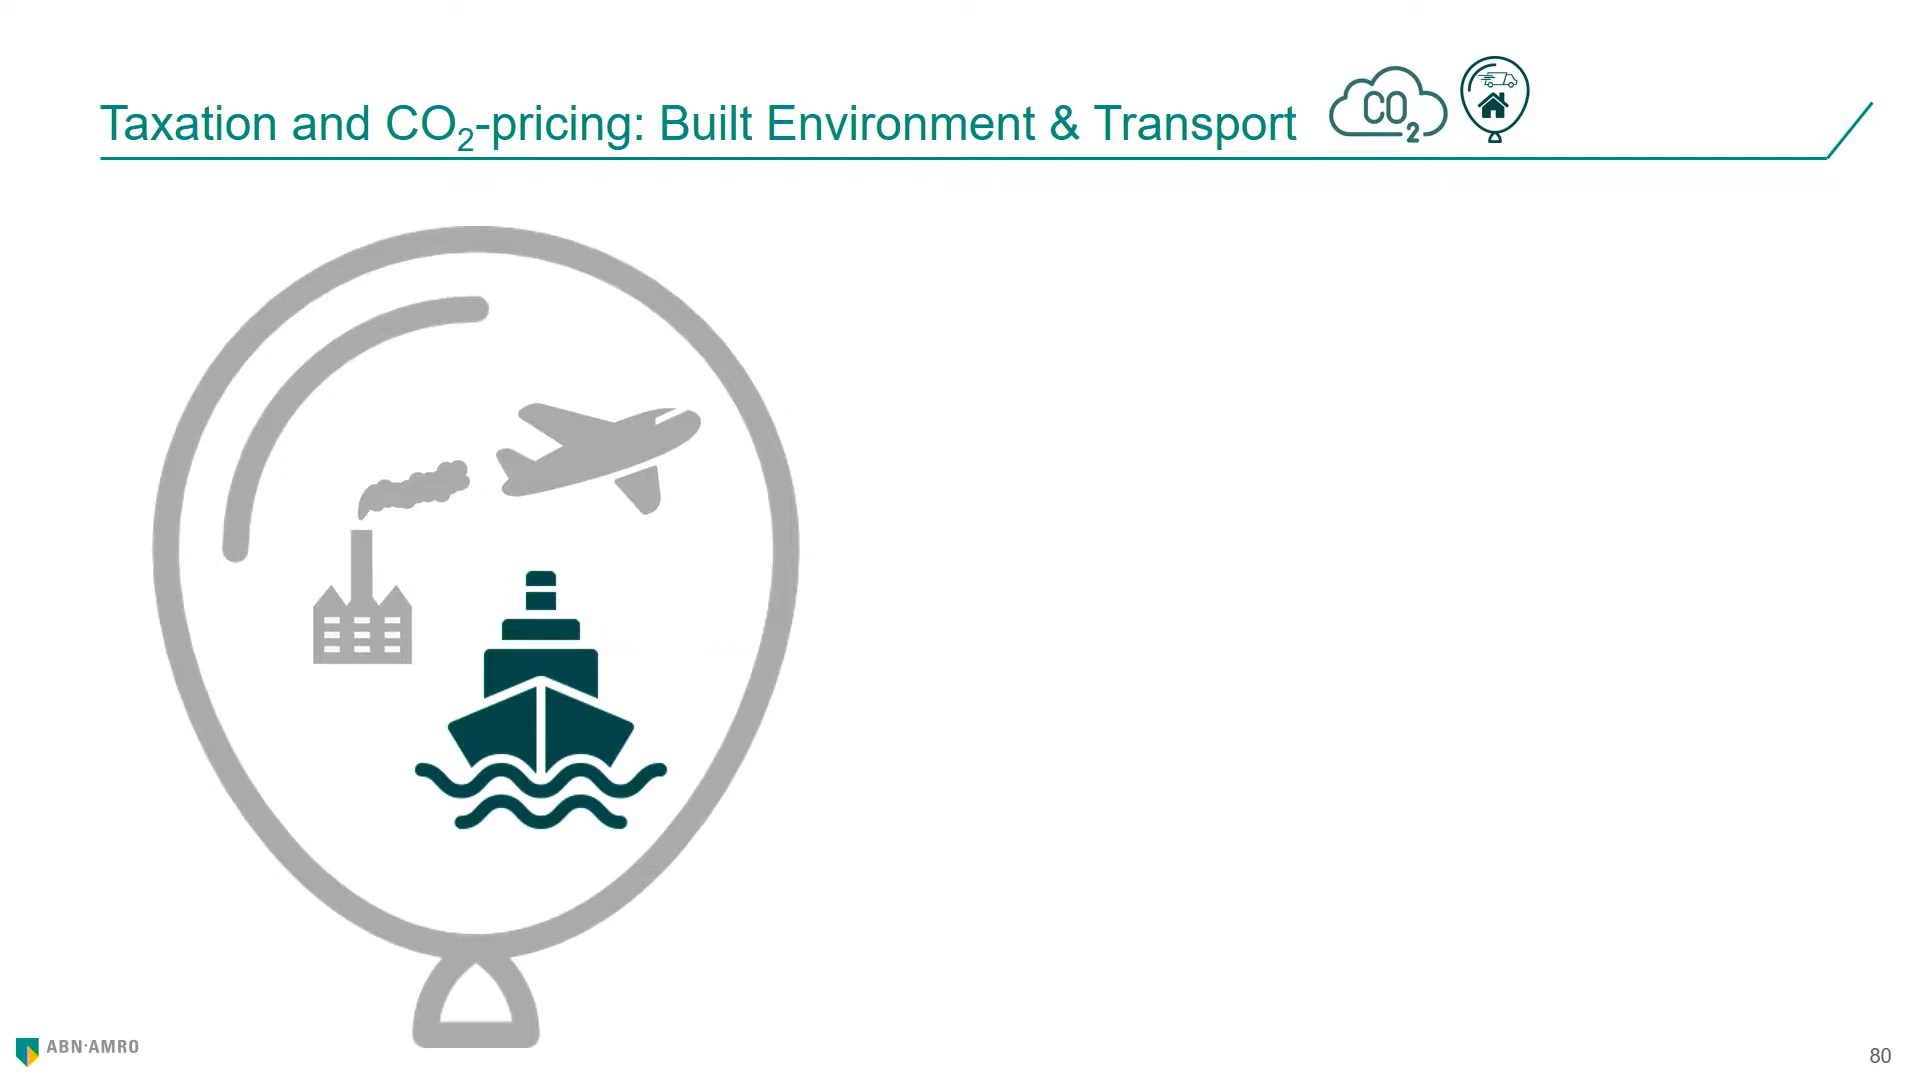 Taxation and CO₂-pricing: Built Environment & Transport
CO₂
ABN·AMRO
80